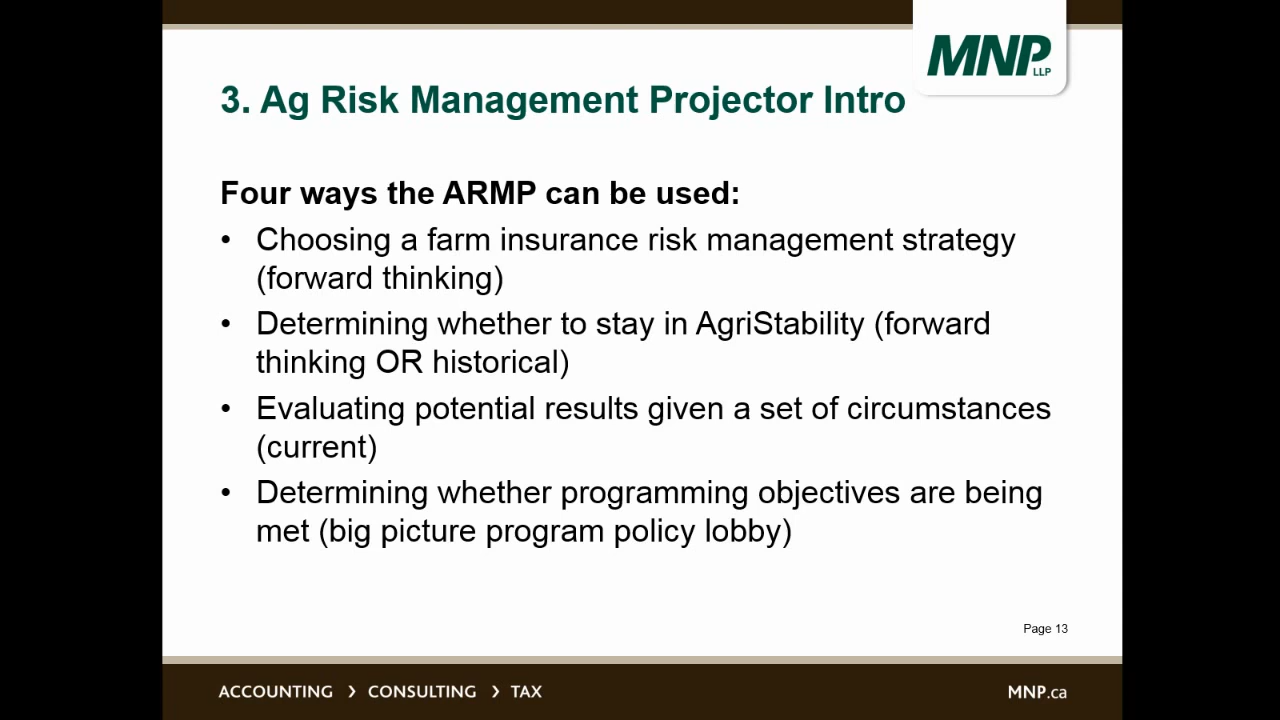 MNP
LLP
3. Ag Risk Management Projector Intro
Four ways the ARMP can be used:
• Choosing a farm insurance risk management strategy
(forward thinking)
• Determining whether to stay in AgriStability (forward
thinking OR historical)
• Evaluating potential results given a set of circumstances
(current)
• Determining whether programming objectives are being
met (big picture program policy lobby)
Page 13
ACCOUNTING › CONSULTING › TAX
MNP.ca